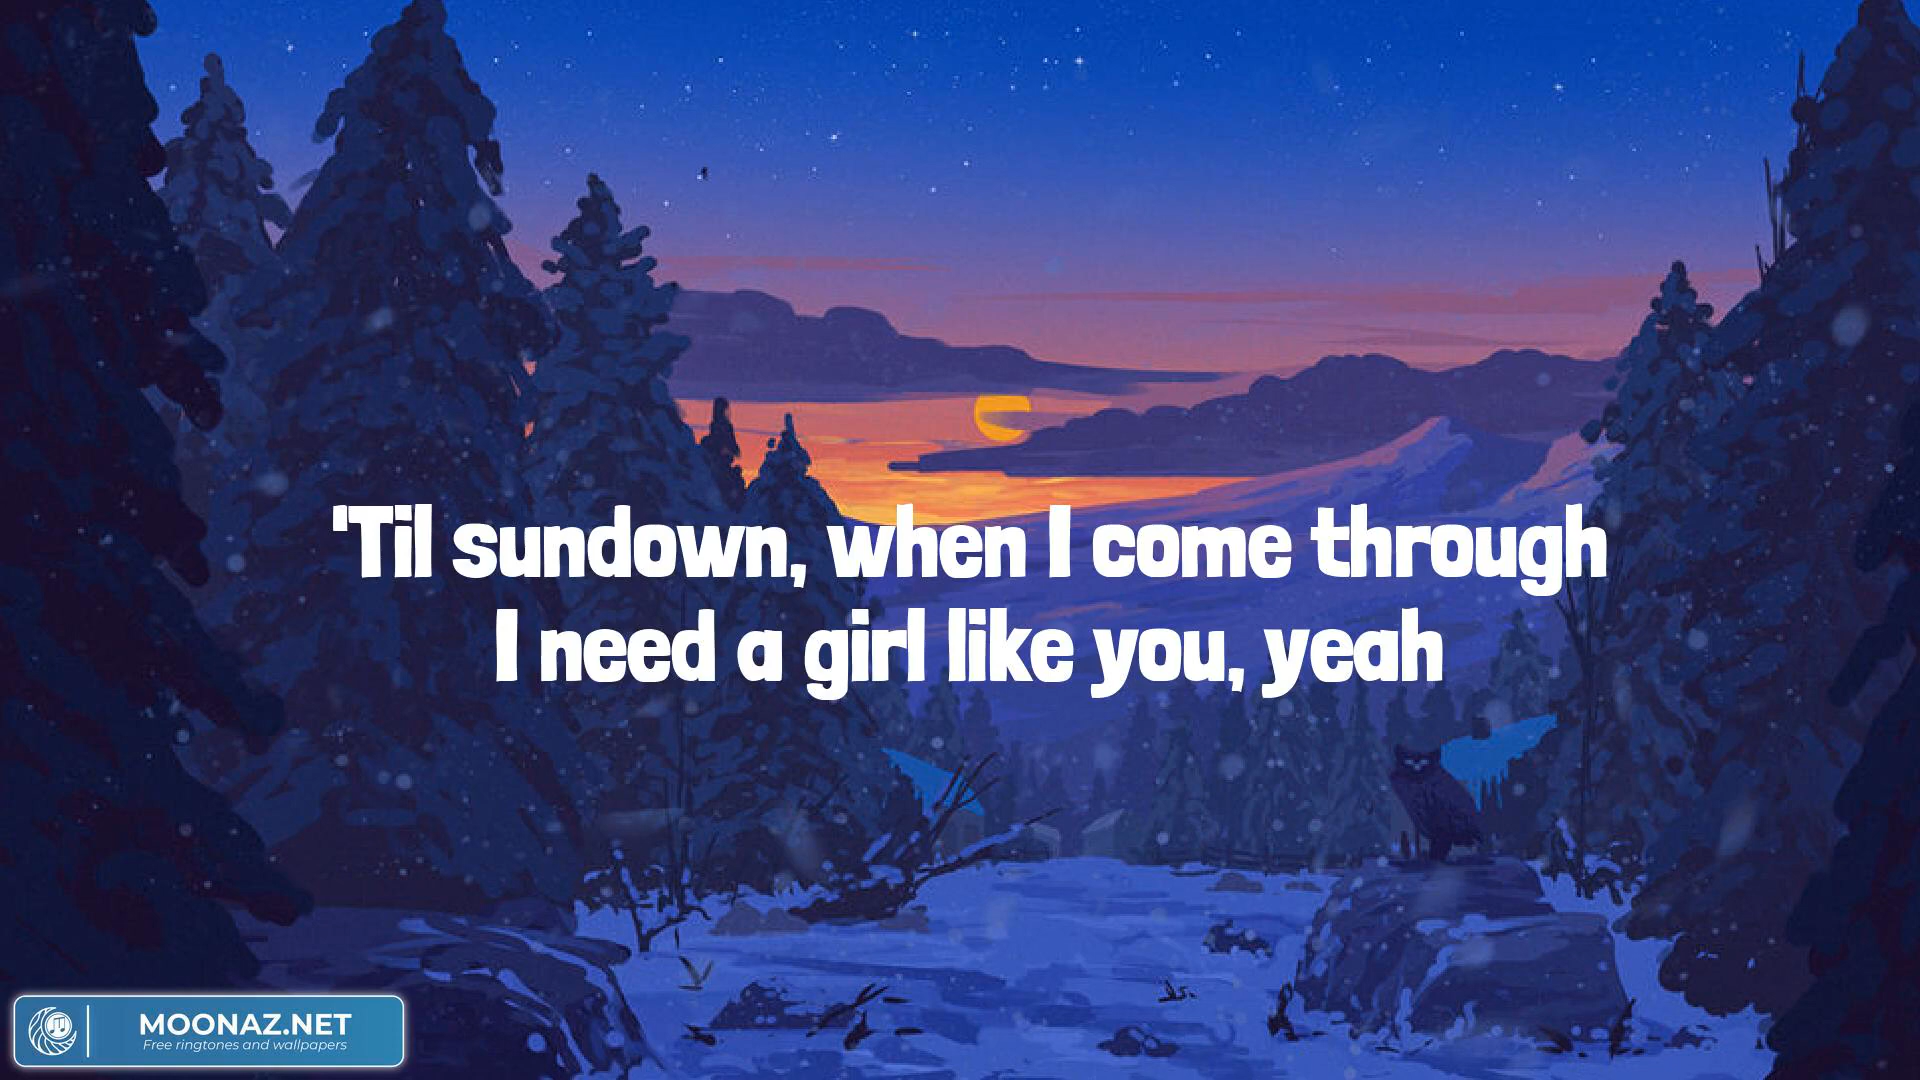 'Til sundown, when I come through
I need a girl like you, yeah
MOONAZ.NET
Free ringtones and wallpapers